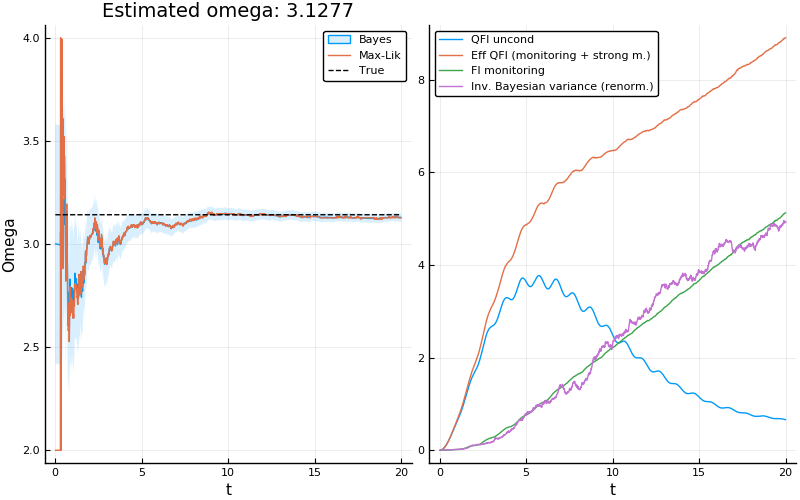 Estimated omega: 3.1277
Bayes
Max-Lik
True
4.0
3.5
3.0
2.5
2.0
Omega
0
5
10
15
20
t
QFI uncond
Eff QFI (monitoring + strong m.)
FI monitoring
Inv. Bayesian variance (renorm.)
8
6
4
2
0
0
5
10
15
20
t